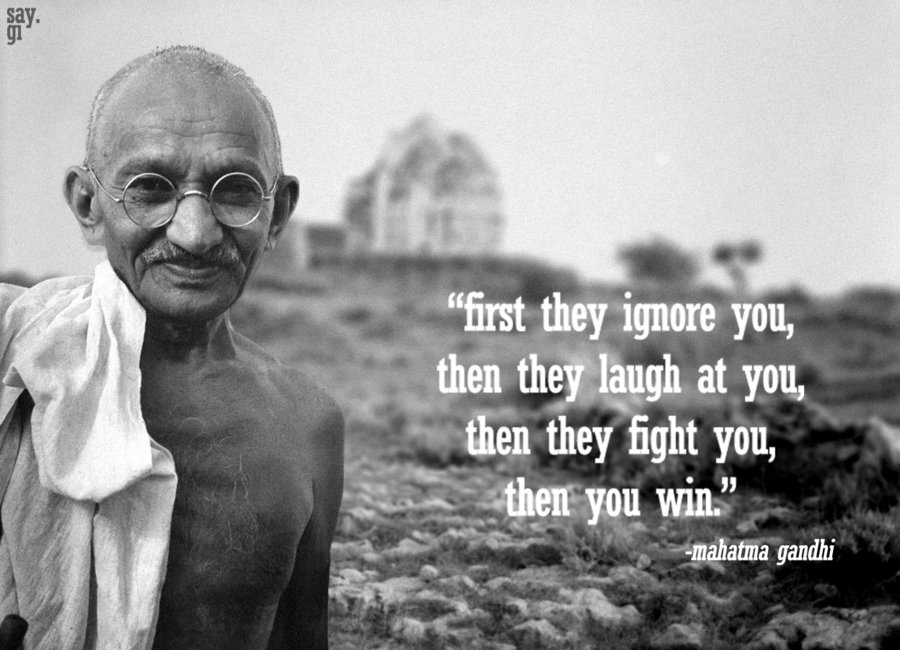 say.
gi
“first they ignore you,
then they laugh at you,
then they fight you,
then you win.”
-mahatma gandhi